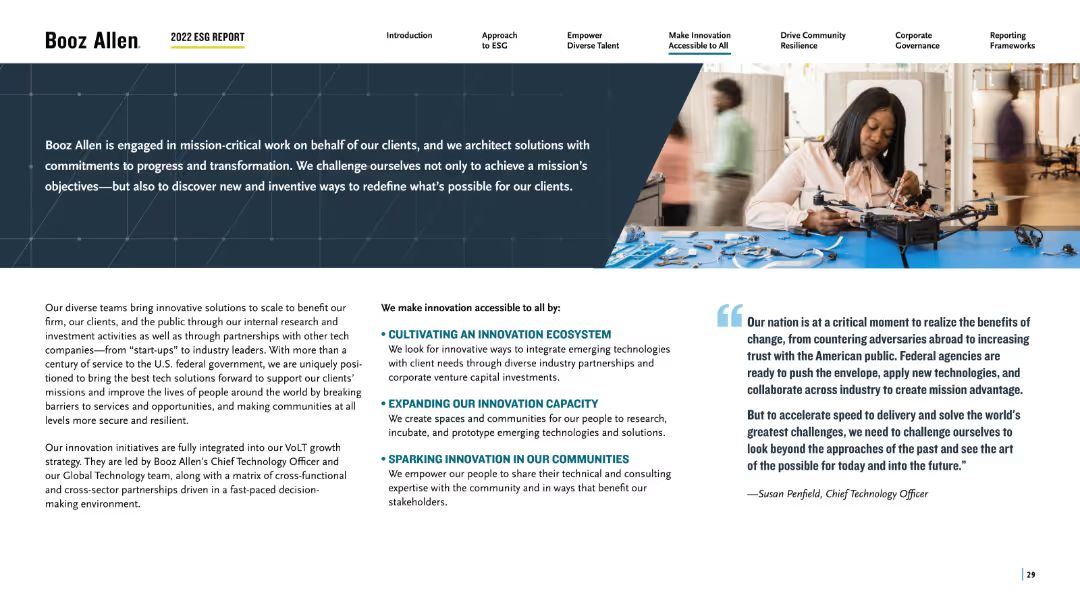 Booz Allen
2022 ESG REPORT
Introduction
Approach
to ESG
Empower
Diverse Talent
Make Innovation
Accessible to All
Drive Community
Resilience
Corporate
Governance
Reporting
Frameworks
Booz Allen is engaged in mission-critical work on behalf of our clients, and we architect solutions with
commitments to progress and transformation. We challenge ourselves not only to achieve a mission's
objectives—but also to discover new and inventive ways to redefine what's possible for our clients.
Our diverse teams bring innovative solutions to scale to benefit our
firm, our clients, and the public through our internal research and
investment activities as well as through partnerships with other tech
companies—from "start-ups" to industry leaders. With more than a
century of service to the U.S. federal government, we are uniquely posi-
tioned to bring the best tech solutions forward to support our clients'
missions and improve the lives of people around the world by breaking
barriers to services and opportunities, and making communities at all
levels more secure and resilient.
Our innovation initiatives are fully integrated into our VoLT growth
strategy. They are led by Booz Allen's Chief Technology Officer and
our Global Technology team, along with a matrix of cross-functional
and cross-sector partnerships driven in a fast-paced decision-
making environment.
We make innovation accessible to all by:
• CULTIVATING AN INNOVATION ECOSYSTEM
We look for innovative ways to integrate emerging technologies
with client needs through diverse industry partnerships and
corporate venture capital investments.
• EXPANDING OUR INNOVATION CAPACITY
We create spaces and communities for our people to research,
incubate, and prototype emerging technologies and solutions.
• SPARKING INNOVATION IN OUR COMMUNITIES
We empower our people to share their technical and consulting
expertise with the community and in ways that benefit our
stakeholders.
“
Our nation is at a critical moment to realize the benefits of
change, from countering adversaries abroad to increasing
trust with the American public. Federal agencies are
ready to push the envelope, apply new technologies, and
collaborate across industry to create mission advantage.
But to accelerate speed to delivery and solve the world's
greatest challenges, we need to challenge ourselves to
look beyond the approaches of the past and see the art
of the possible for today and into the future.”
—Susan Penfield, Chief Technology Officer
29